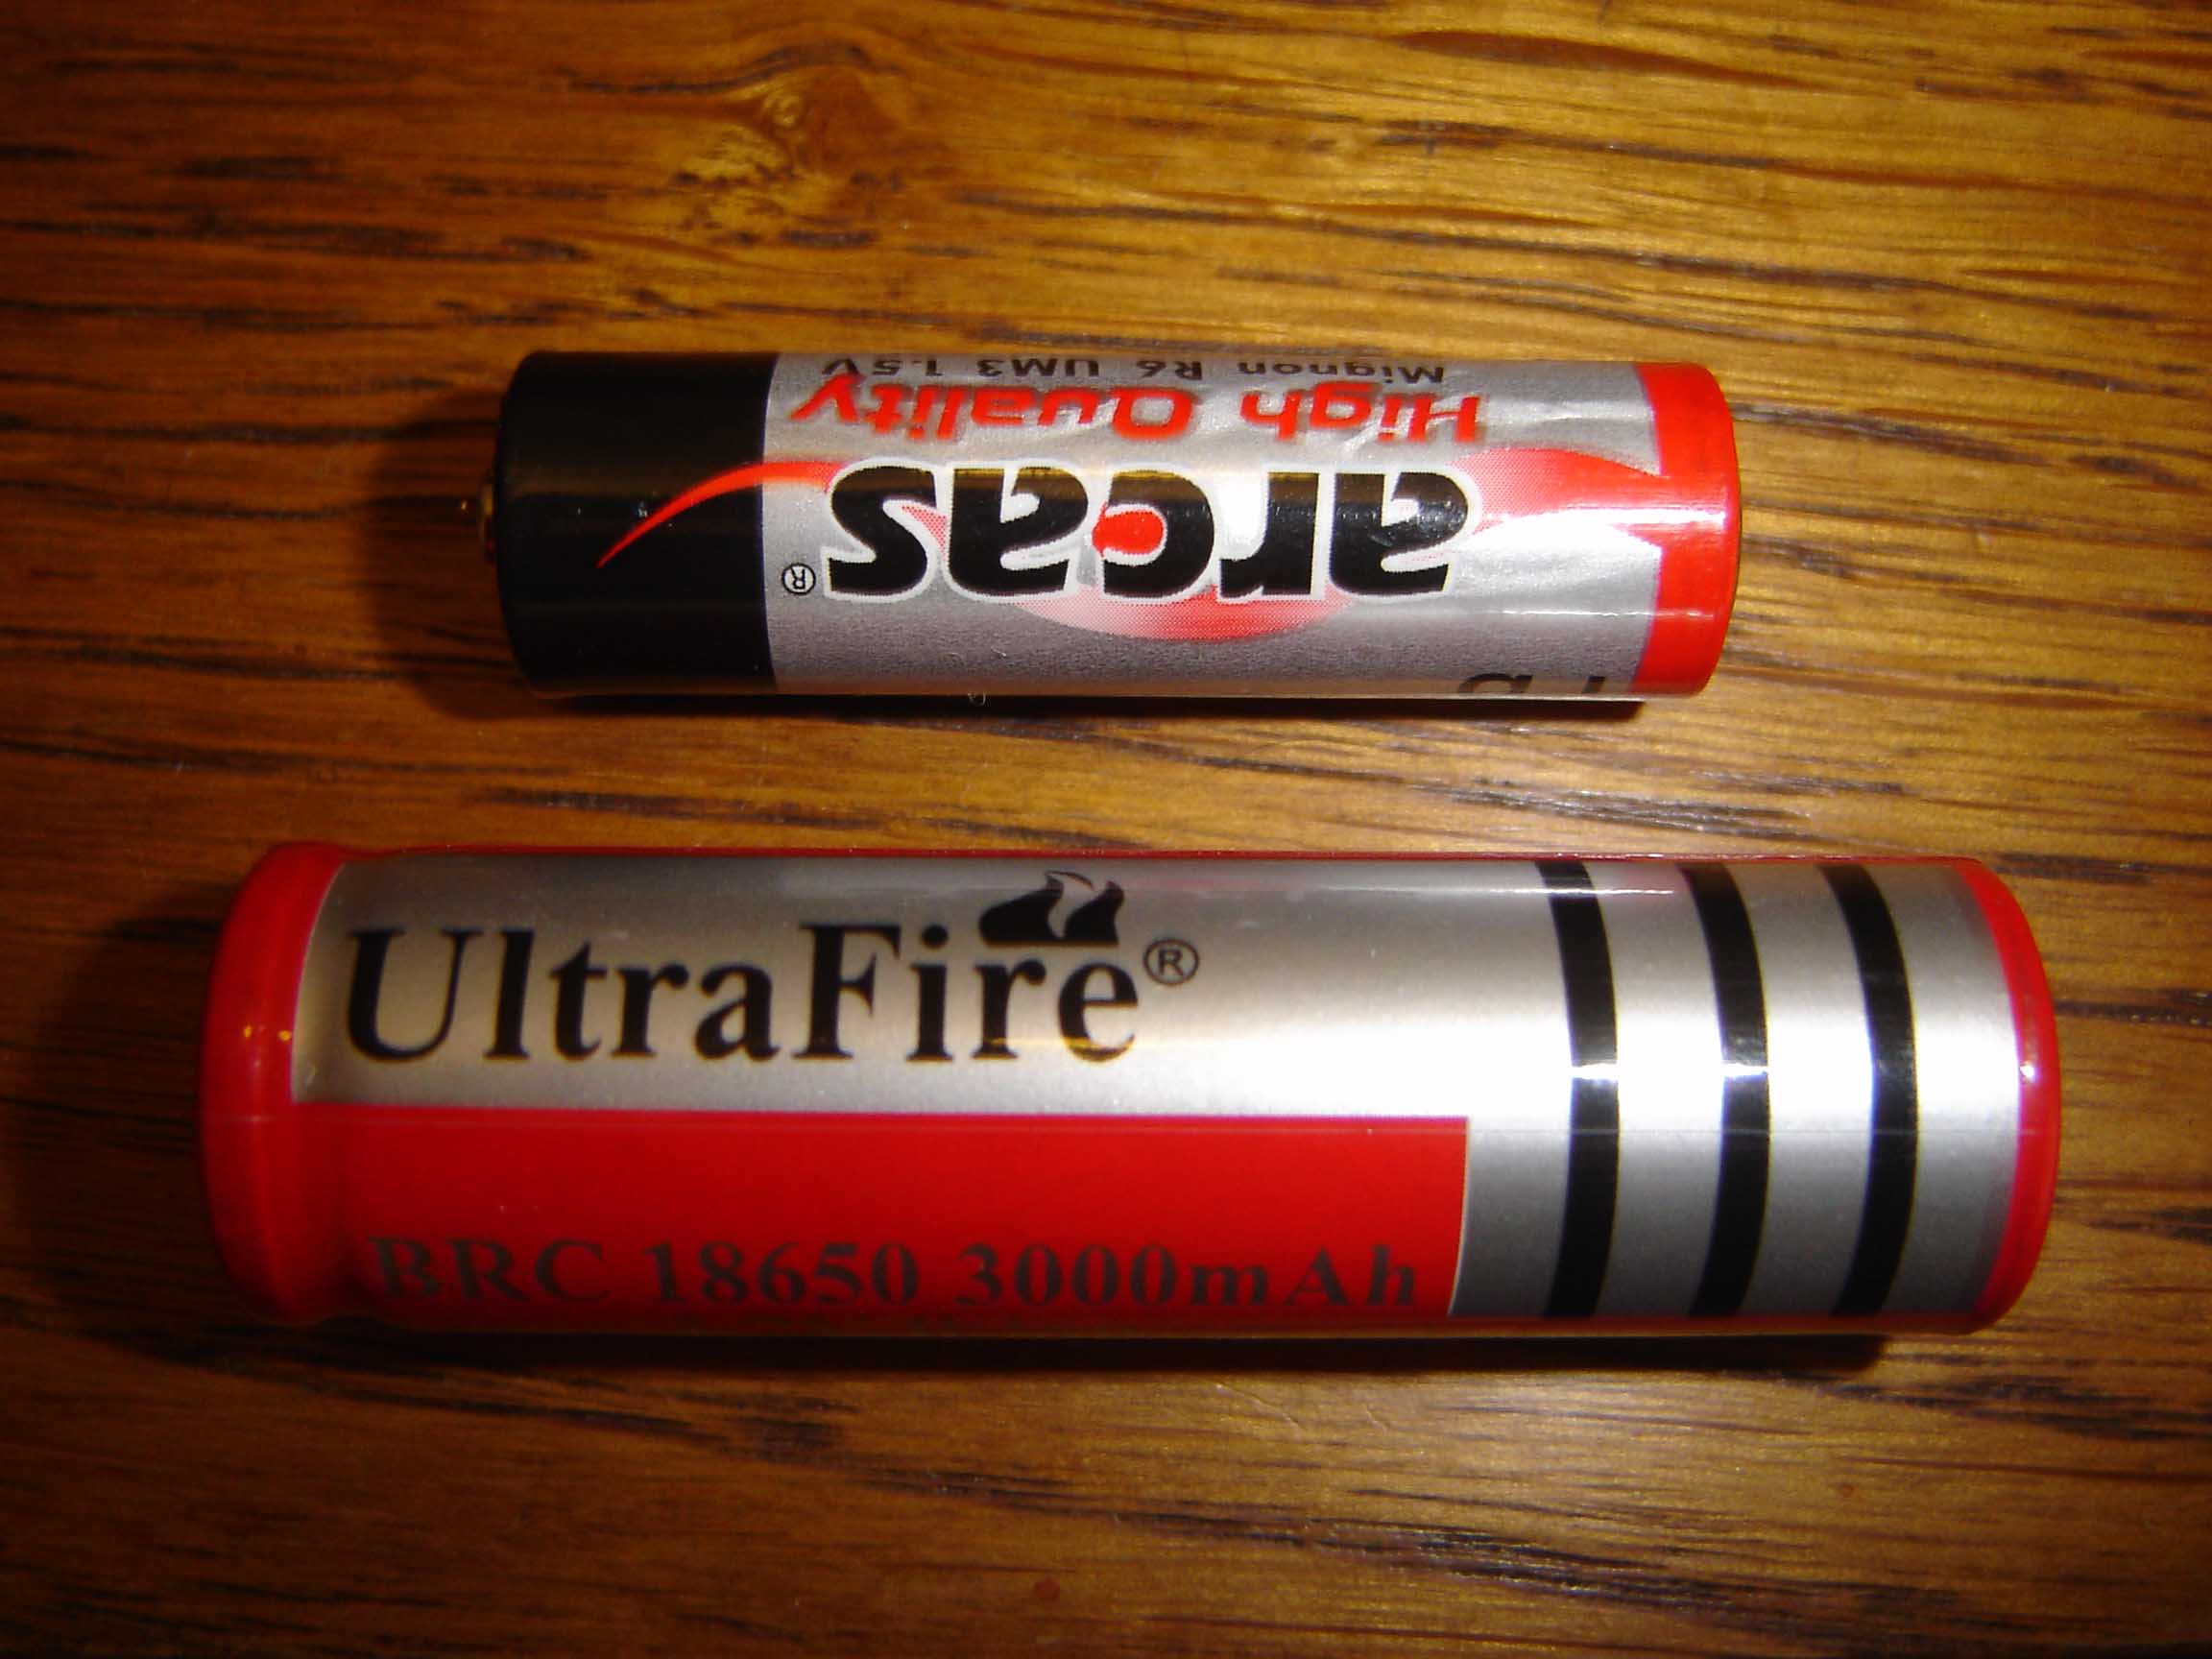 arcas®
High Quality
Mignon R6 UM3 1.5V
UltraFire®
BRC 18650 3000mAh